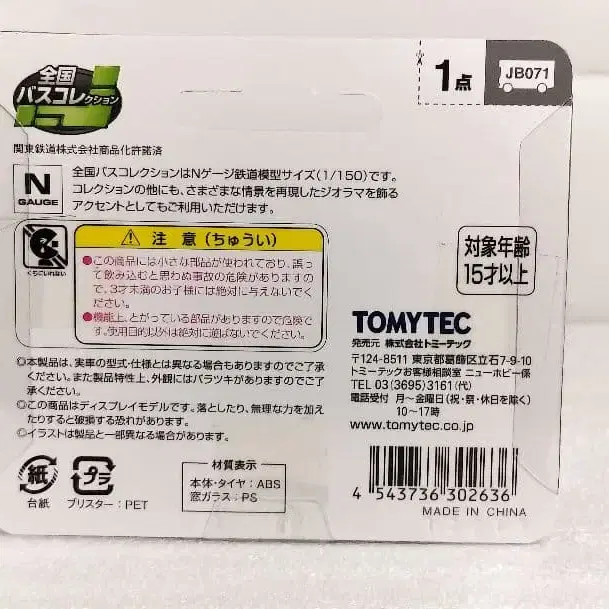 全国
バスコレクション
1点
JB071
関東鉄道株式会社商品化許諾済
N
GAUGE
全国バスコレクションはNゲージ鉄道模型サイズ(1/150)です。
コレクションの他にも、さまざまな情景を再現したジオラマを飾る
アクセントとしてもご利用いただけます。
くちにいれない
注 意 (ちゅうい)
●この商品には小さな部品が使われており、誤っ
て飲み込むと思わぬ事故の危険がありますの
で、3才未満のお子様には絶対に与えないでく
ださい。
●機能上、とがっている部品がありますので危険で
す。使用目的以外は絶対に遊ばないでください。
対象年齢
15才以上
TOMYTEC
発売元 株式会社トミーテック
〒124-8511 東京都葛飾区立石7-9-10
トミーテックお客様相談室 ニューホビー係
TEL 03(3695)3161(代)
電話受付 月〜金曜日(祝・祭・休日を除く)
10〜17時
www.tomytec.co.jp
◎本製品は、実車の型式・仕様とは異なる場合もありますのでご了承
ください。また製品特性上、外観にはバラツキがありますのでご了
承ください。
◎この商品はディスプレイモデルです。落としたり、無理な力を加え
たりすると破損する恐れがあります。
◎イラストは製品と一部異なる場合があります。
紙
台紙
プラ
ブリスター:PET
材質表示
本体・タイヤ:ABS
窓ガラス:PS
4 543736 302636
MADE IN CHINA